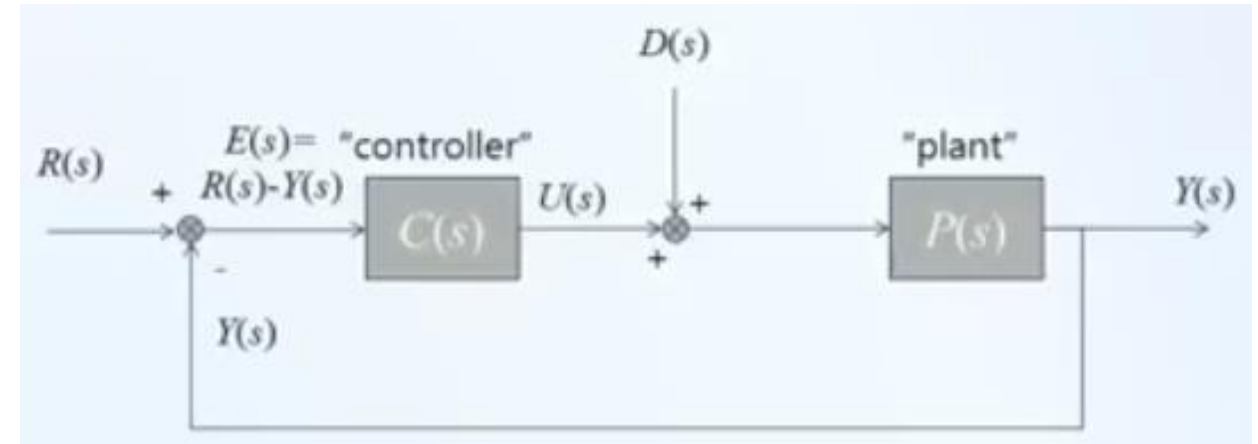 D(s)
E(s)= "controller"
"plant"
R(s)
+ R(s)-Y(s)
U(s)
+
Y(s)
C(s)
P(s)
-
+
Y(s)